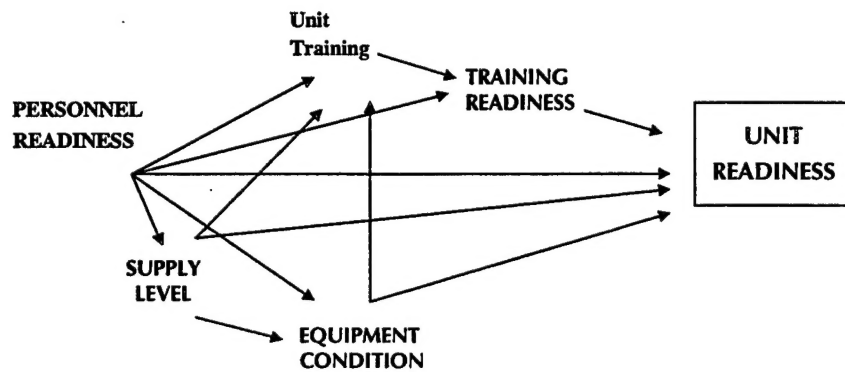 Unit
Training
TRAINING
READINESS
PERSONNEL
READINESS
UNIT
READINESS
SUPPLY
LEVEL
EQUIPMENT
CONDITION